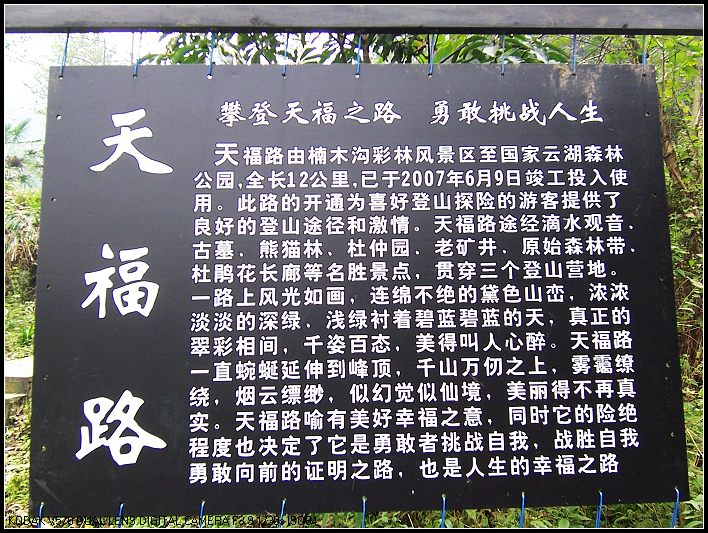 天福路
攀登天福之路 勇敢挑战人生
天福路由楠木沟彩林风景区至国家云湖森林
公园,全长12公里,已于2007年6月9日竣工投入使
用。此路的开通为喜好登山探险的游客提供了
良好的登山途径和激情。天福路途经滴水观音、
古墓、熊猫林、杜仲园、老矿井、原始森林带、
杜鹃花长廊等名胜景点，贯穿三个登山营地。
一路上风光如画，连绵不绝的黛色山峦，浓浓
淡淡的深绿、浅绿衬着碧蓝碧蓝的天，真正的
翠彩相间，千姿百态，美得叫人心醉。天福路
一直蜿蜒延伸到峰顶，千山万仞之上，雾霭缭
绕，烟云缥缈，似幻觉似仙境，美丽得不再真
实。天福路喻有美好幸福之意，同时它的险绝
程度也决定了它是勇敢者挑战自我，战胜自我
勇敢向前的证明之路，也是人生的幸福之路